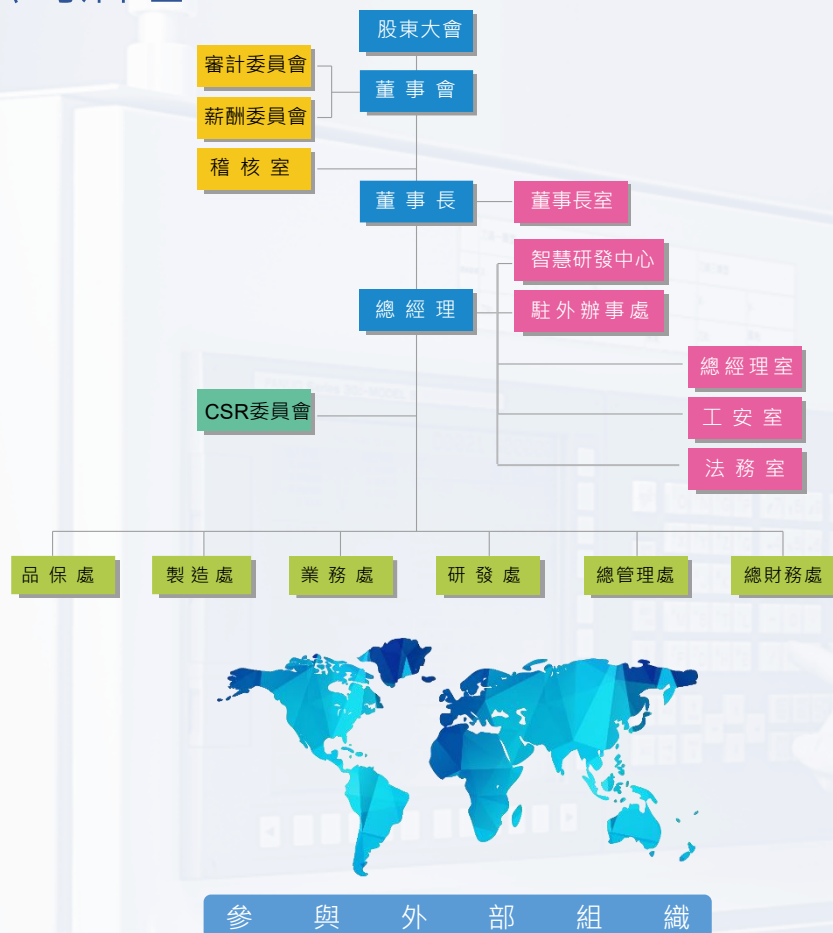 股東大會
審計委員會
董事會
薪酬委員會
稽核室
董事長
董事長室
智慧研發中心
總經理
駐外辦事處
總經理室
CSR委員會
工安室
法務室
品保處
製造處
業務處
研發處
總管理處
總財務處
參與外部組織